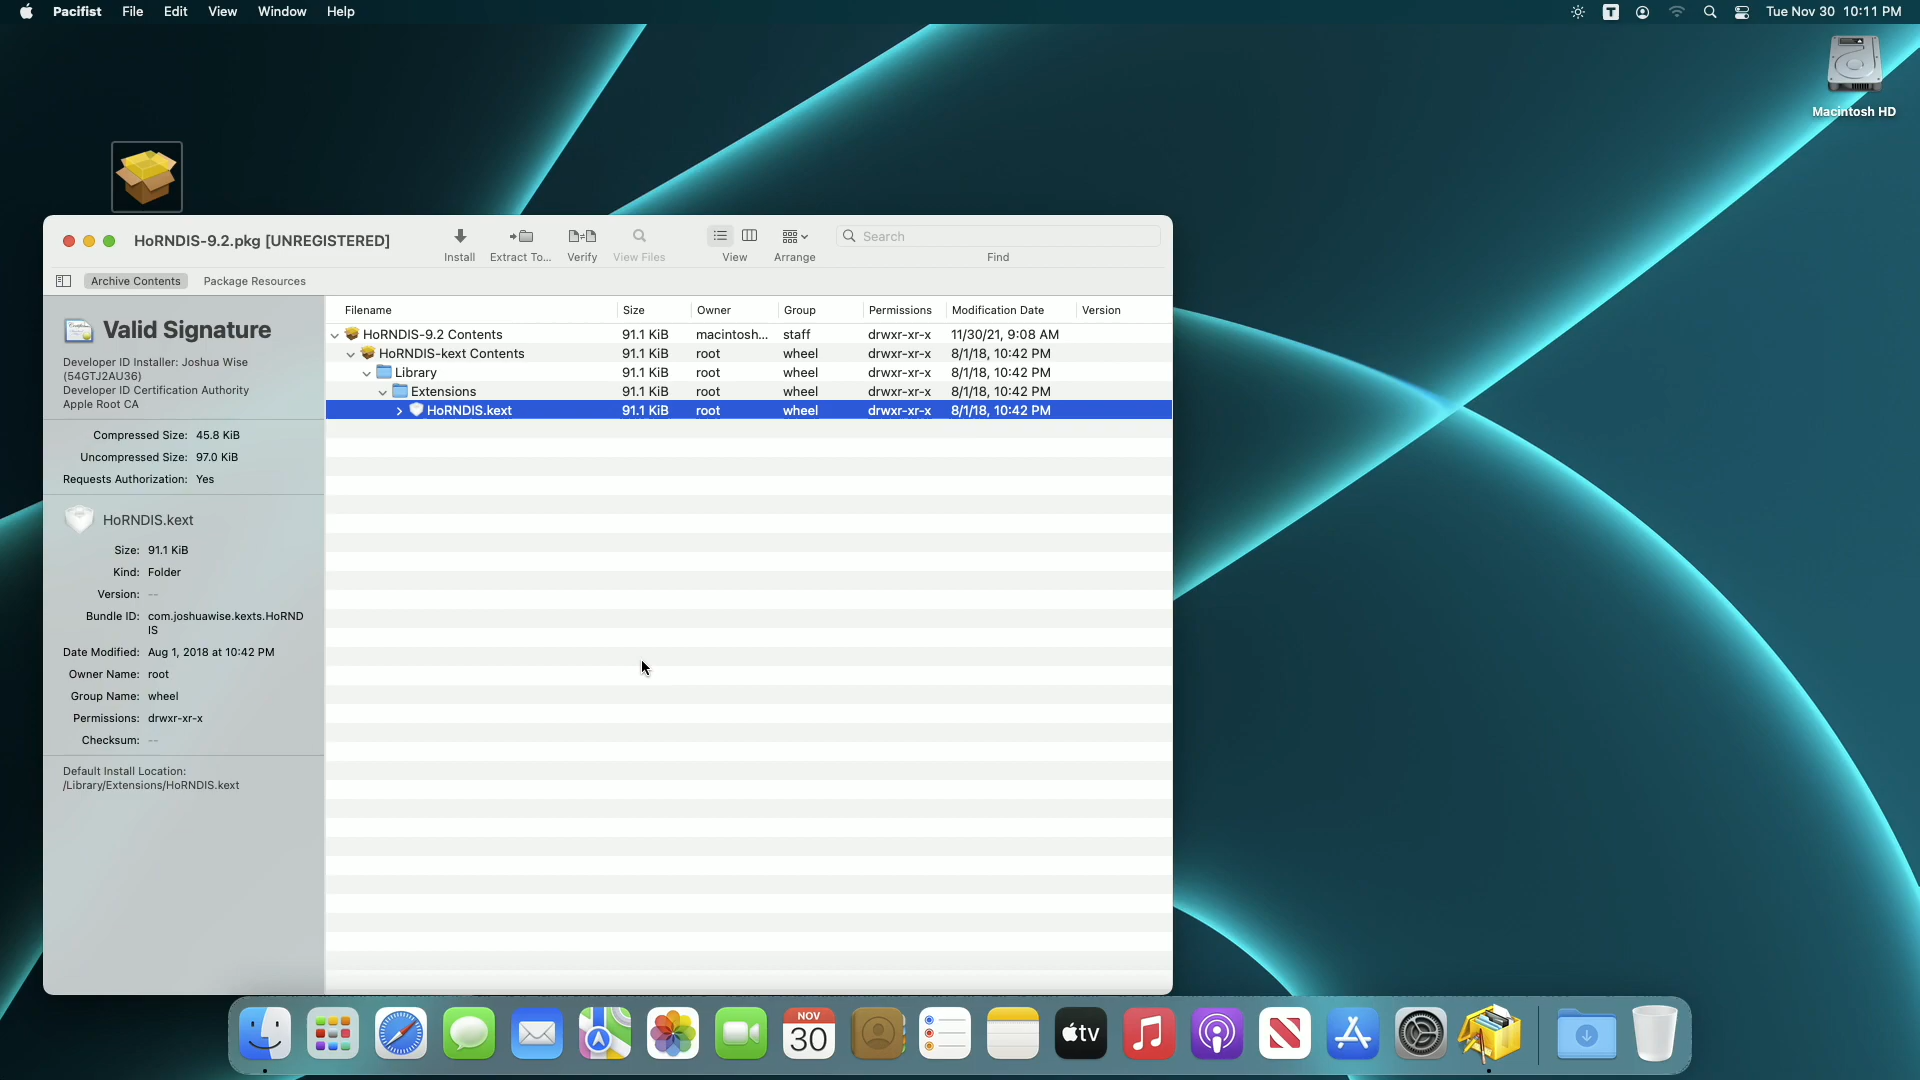 Pacifist File Edit View Window Help
T
Tue Nov 30 10:11 PM
Macintosh HD
HoRNDIS-9.2.pkg [UNREGISTERED]
Install Extract To... Verify View Files View Arrange Find
Search
Archive Contents Package Resources
Valid Signature
Developer ID Installer: Joshua Wise
(54GTJ2AU36)
Developer ID Certification Authority
Apple Root CA
Compressed Size: 45.8 KiB
Uncompressed Size: 97.0 KiB
Requests Authorization: Yes
HoRNDIS.kext
Size: 91.1 KiB
Kind: Folder
Version: --
Bundle ID: com.joshuawise.kexts.HoRND
IS
Date Modified: Aug 1, 2018 at 10:42 PM
Owner Name: root
Group Name: wheel
Permissions: drwxr-xr-x
Checksum: --
Default Install Location:
/Library/Extensions/HoRNDIS.kext
Filename Size Owner Group Permissions Modification Date Version
HoRNDIS-9.2 Contents 91.1 KiB macintosh... staff drwxr-xr-x 11/30/21, 9:08 AM
HoRNDIS-kext Contents 91.1 KiB root wheel drwxr-xr-x 8/1/18, 10:42 PM
Library 91.1 KiB root wheel drwxr-xr-x 8/1/18, 10:42 PM
Extensions 91.1 KiB root wheel drwxr-xr-x 8/1/18, 10:42 PM
HoRNDIS.kext 91.1 KiB root wheel drwxr-xr-x 8/1/18, 10:42 PM
NOV
30
tv